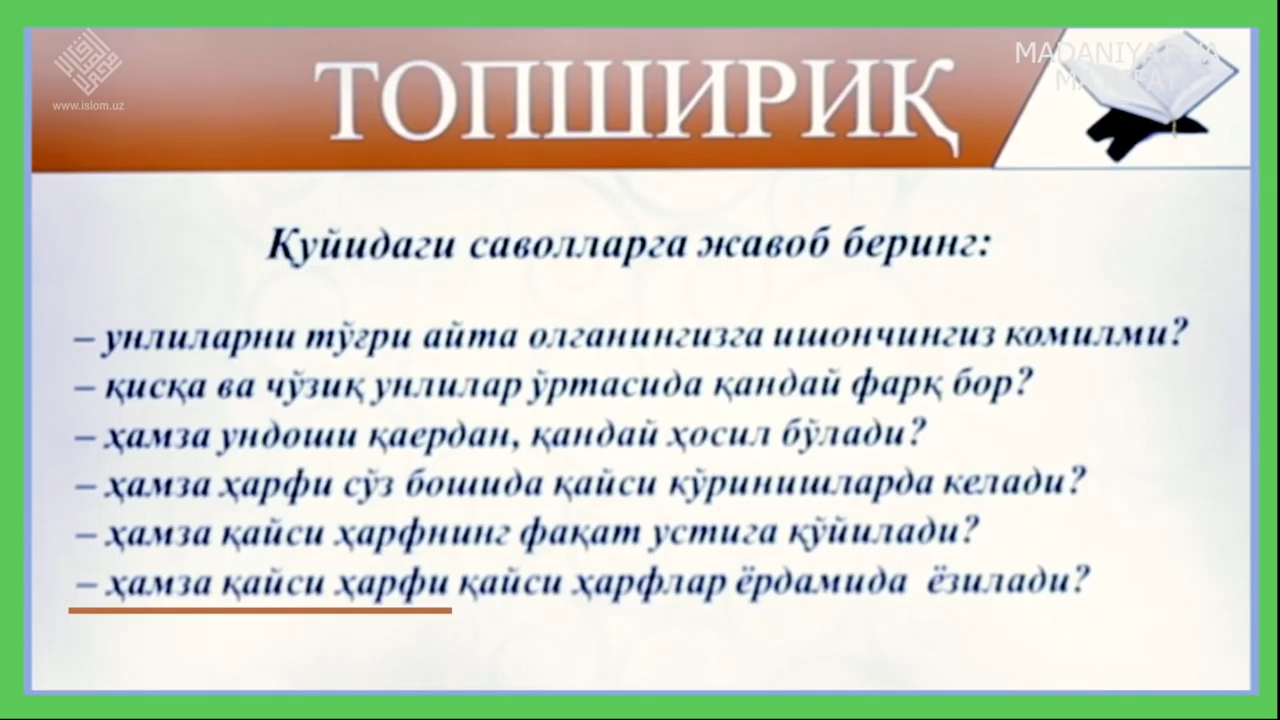 www.islom.uz
MADANIYAT VA
ТОПШИРИҚ
Қуйидаги саволларга жавоб беринг:
– унлиларни тўғри айта олганингизга ишончингиз комилми?
– қисқа ва чўзиқ унлилар ўртасида қандай фарқ бор?
– ҳамза ундоши қаердан, қандай ҳосил бўлади?
– ҳамза ҳарфи сўз бошида қайси кўринишларда келади?
– ҳамза қайси ҳарфнинг фақат устига қўйилади?
– ҳамза қайси ҳарфи қайси ҳарфлар ёрдамида ёзилади?